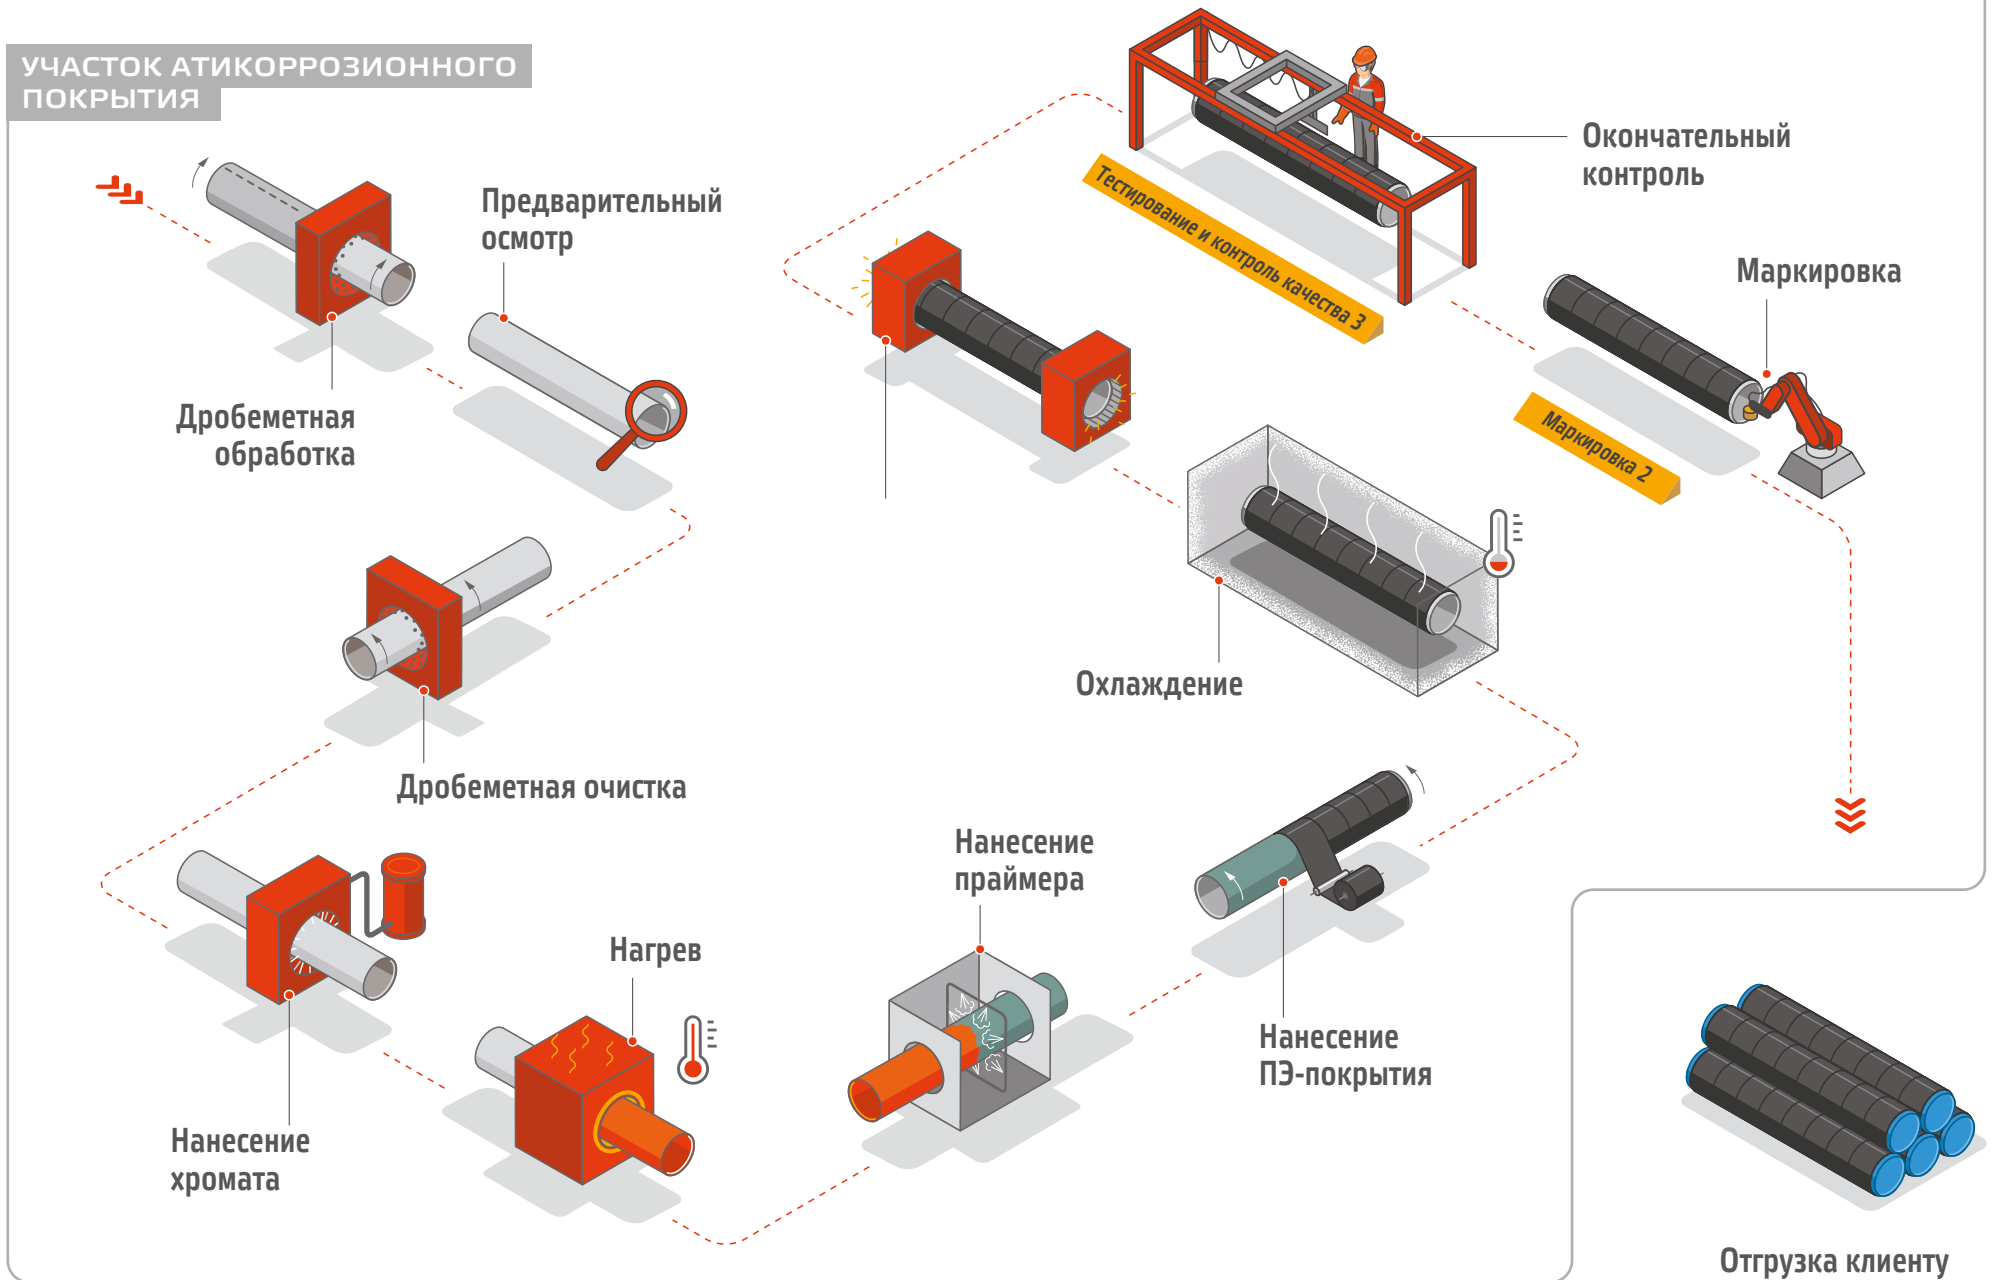 УЧАСТОК АТИКОРРОЗИОННОГО
ПОКРЫТИЯ
Дробеметная
обработка
Предварительный
осмотр
Дробеметная очистка
Нанесение
хромата
Нагрев
Нанесение
праймера
Нанесение
ПЭ-покрытия
Охлаждение
Тестирование и контроль качества 3
Окончательный
контроль
Маркировка
Маркировка 2
Отгрузка клиенту